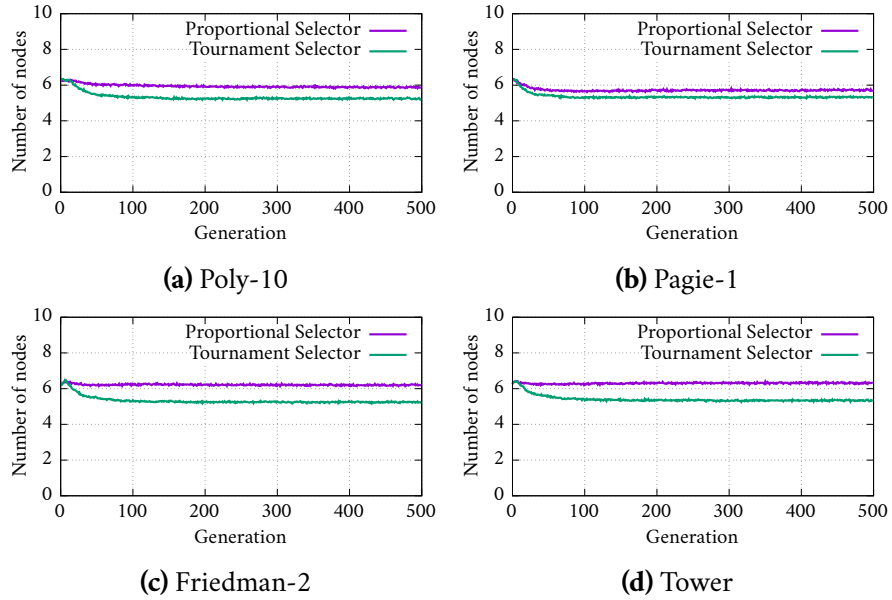 10
8
6
4
2
0
Number of nodes
Proportional Selector
Tournament Selector
0 100 200 300 400 500
Generation
(a) Poly-10
10
8
6
4
2
0
Number of nodes
Proportional Selector
Tournament Selector
0 100 200 300 400 500
Generation
(b) Pagie-1
10
8
6
4
2
0
Number of nodes
Proportional Selector
Tournament Selector
0 100 200 300 400 500
Generation
(c) Friedman-2
10
8
6
4
2
0
Number of nodes
Proportional Selector
Tournament Selector
0 100 200 300 400 500
Generation
(d) Tower